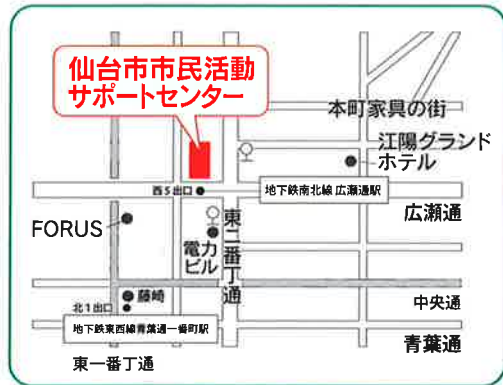 仙台市市民活動
サポートセンター
本町家具の街
江陽グランド
ホテル
西5出口
地下鉄南北線 広瀬通駅
広瀬通
FORUS
電力
ビル
東二番丁通
藤崎
北1出口
中央通
地下鉄東西線青葉通一番町駅
青葉通
東一番丁通